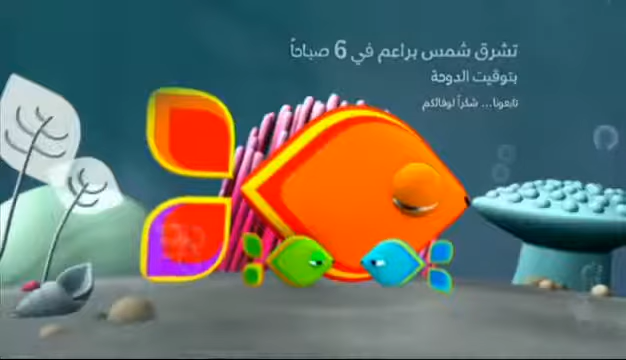 تشرق شمس براعم في 6 صباحاً
بتوقيت الدوحة
تابعونا... شكراً لوفائكم